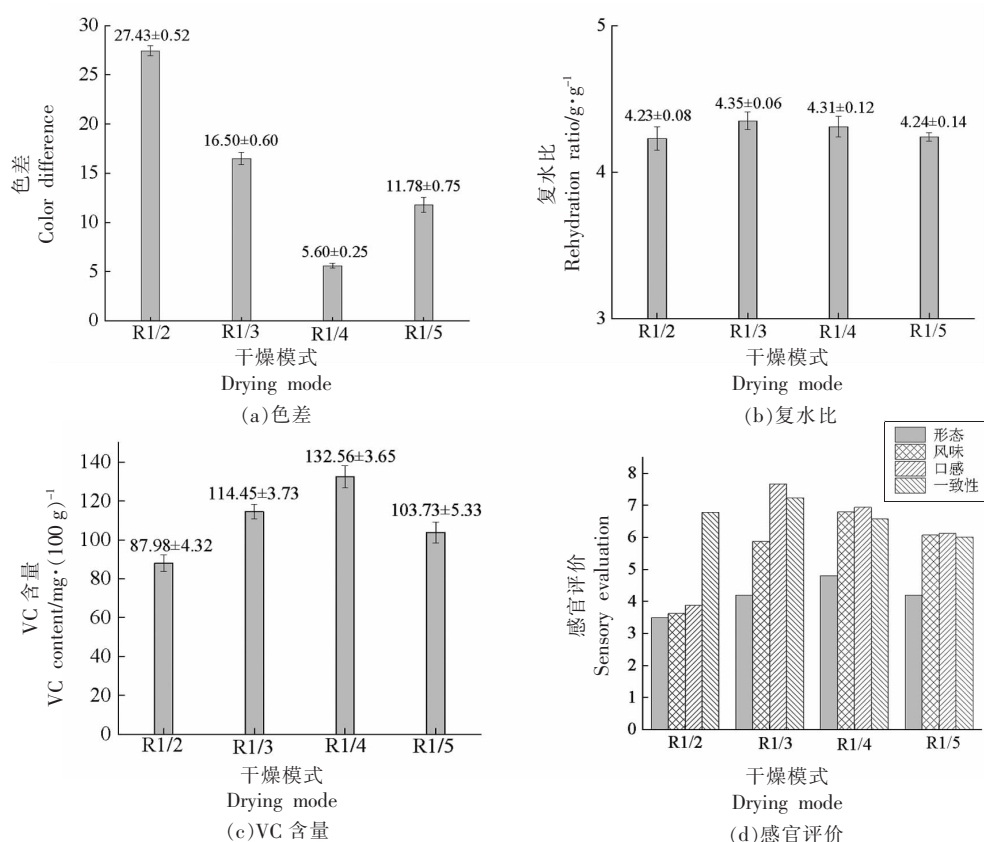 30
25
20
15
10
5
0
色差
Color difference
27.43±0.52
16.50±0.60
5.60±0.25
11.78±0.75
R1/2
R1/3
R1/4
R1/5
干燥模式
Drying mode
(a)色差
5
4
3
复水比
Rehydration ratio/g·g⁻¹
4.23±0.08
4.35±0.06
4.31±0.12
4.24±0.14
R1/2
R1/3
R1/4
R1/5
干燥模式
Drying mode
(b)复水比
140
120
100
80
60
40
20
0
VC 含量
VC content/mg·(100 g)⁻¹
87.98±4.32
114.45±3.73
132.56±3.65
103.73±5.33
R1/2
R1/3
R1/4
R1/5
干燥模式
Drying mode
(c)VC 含量
形态
风味
口感
一致性
8
7
6
5
4
3
2
1
0
感官评价
Sensory evaluation
R1/2
R1/3
R1/4
R1/5
干燥模式
Drying mode
(d)感官评价